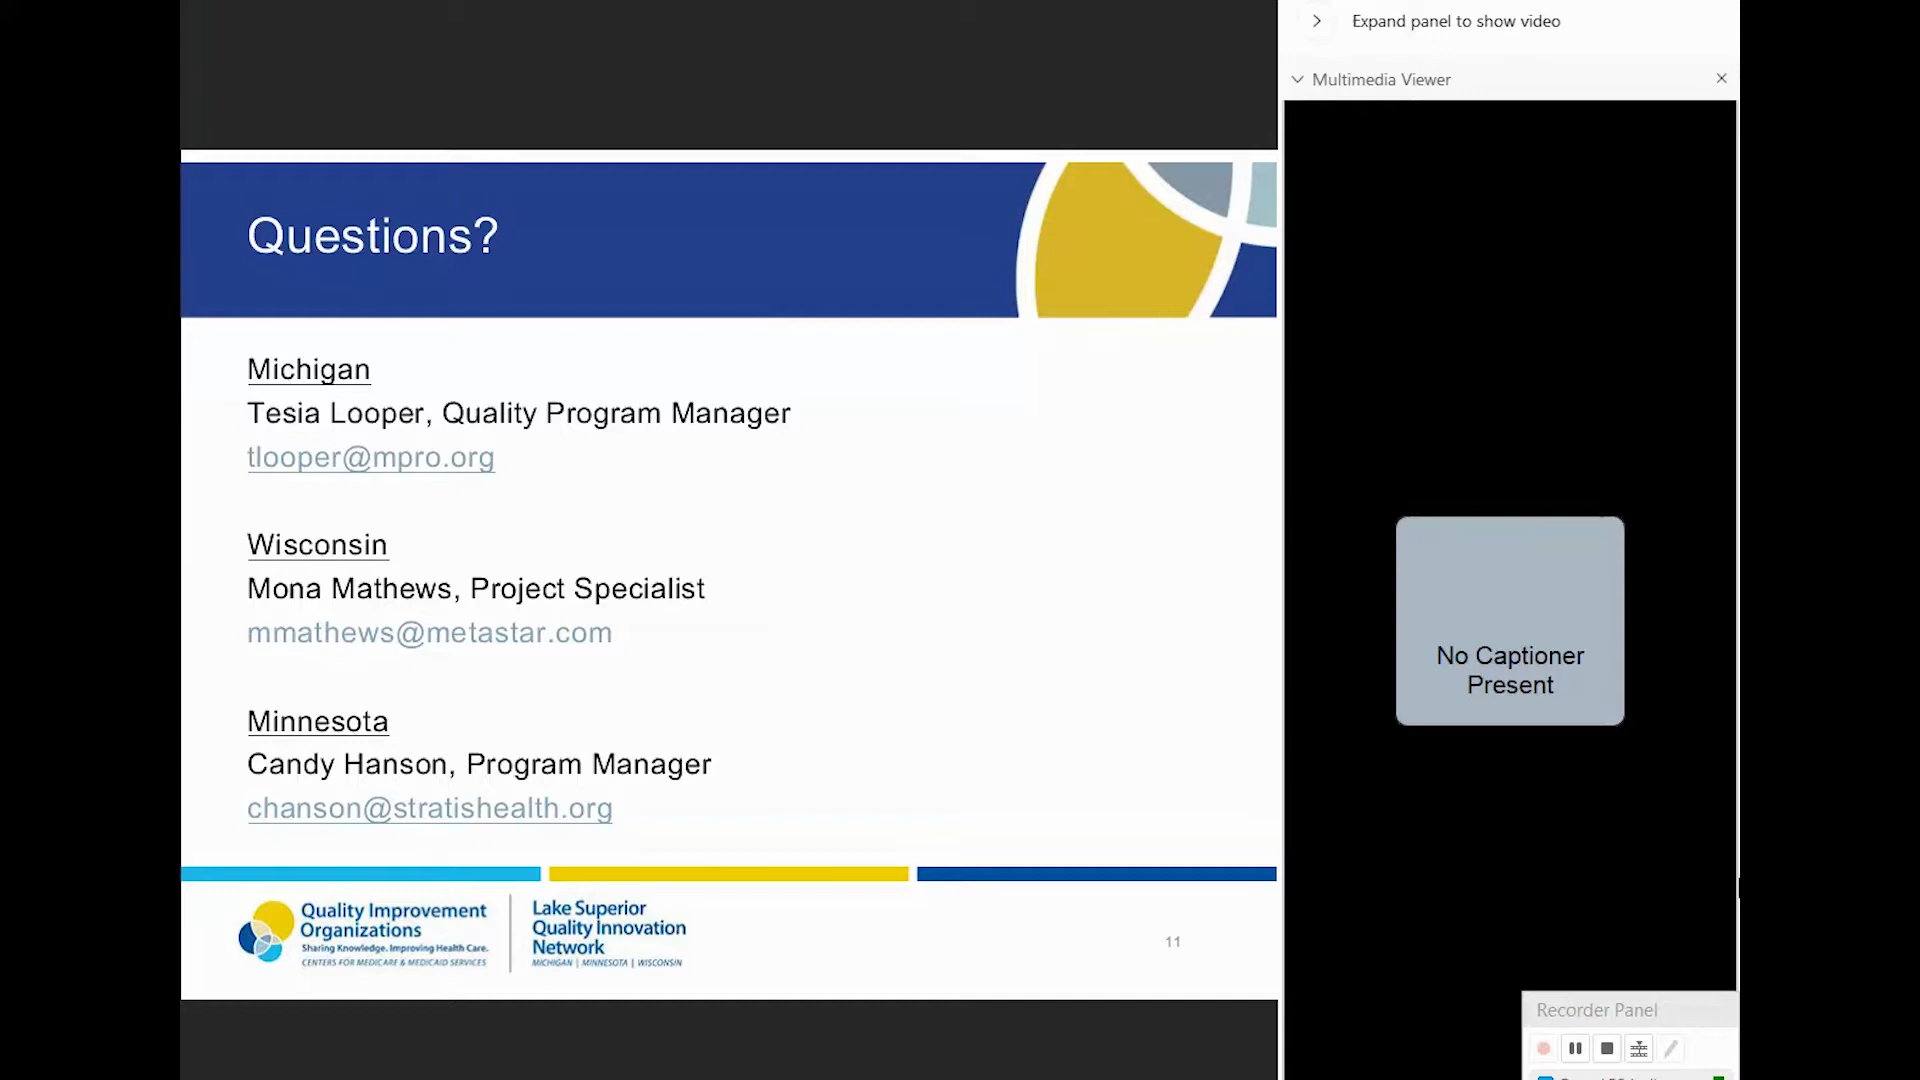 Expand panel to show video
Multimedia Viewer
Questions?
Michigan
Tesia Looper, Quality Program Manager
tlooper@mpro.org
Wisconsin
Mona Mathews, Project Specialist
mmathews@metastar.com
Minnesota
Candy Hanson, Program Manager
chanson@stratishealth.org
Quality Improvement
Organizations
Sharing Knowledge. Improving Health Care.
CENTERS FOR MEDICARE & MEDICAID SERVICES
Lake Superior
Quality Innovation
Network
MICHIGAN | MINNESOTA | WISCONSIN
11
No Captioner
Present
Recorder Panel